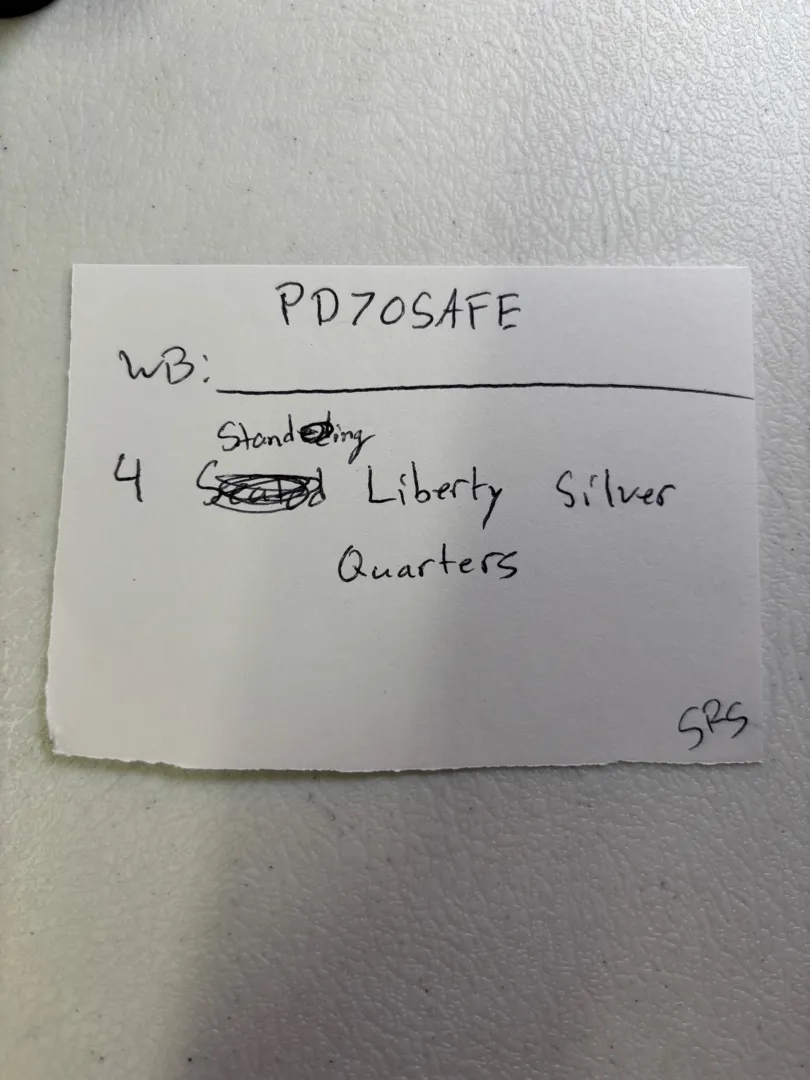 PD70SAFE
WB:
Standing
4 Liberty Silver
Quarters
SRS